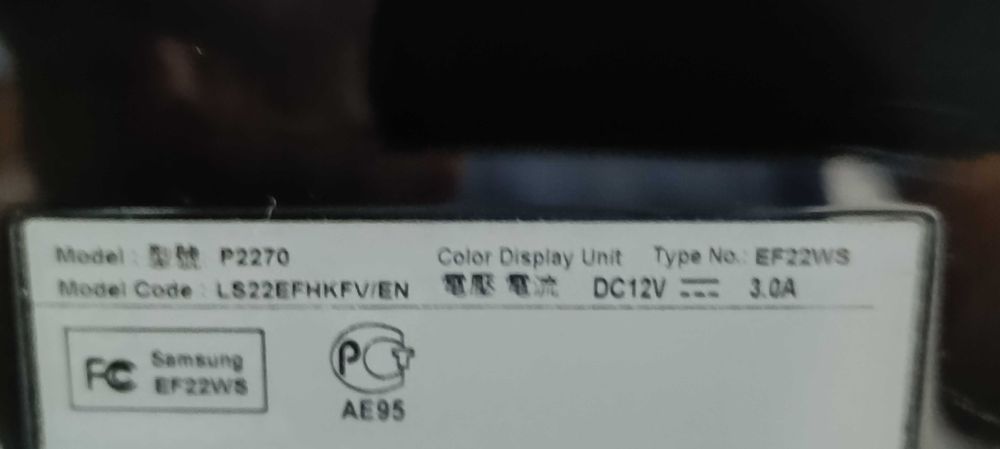 Model : 型號 P2270 Color Display Unit Type No.: EF22WS
Model Code : LS22EFHKFV/EN 電壓 電流 DC12V ⎓ 3.0A
FC Samsung
EF22WS
PCT
AE95